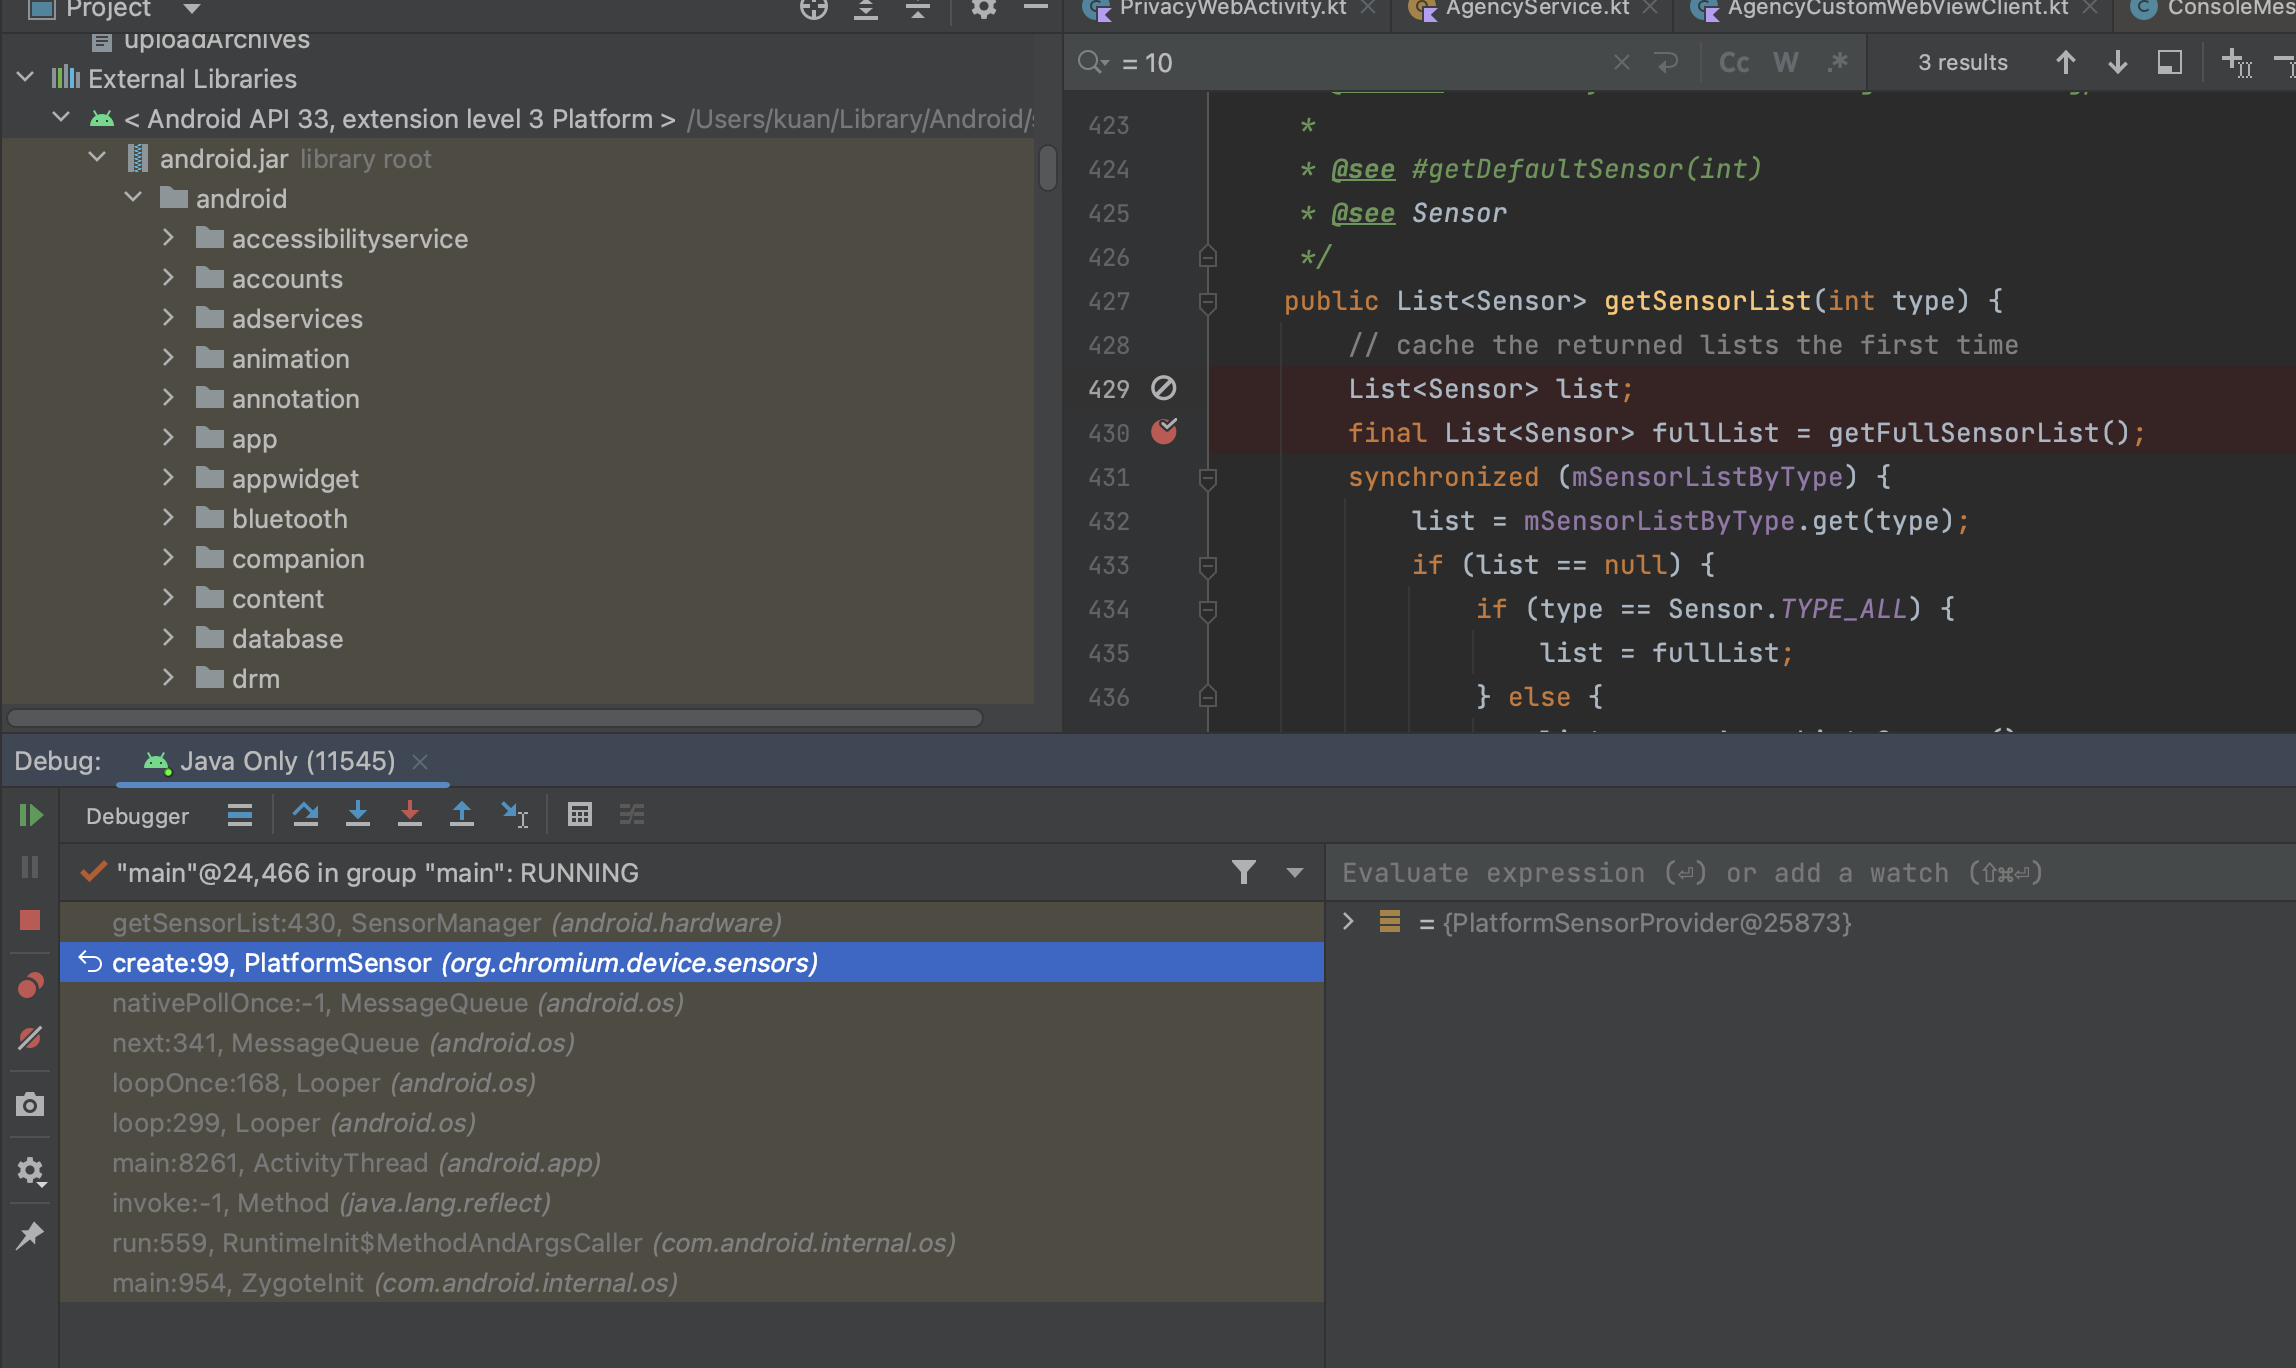 Project
uploadArchives
External Libraries
< Android API 33, extension level 3 Platform > /Users/kuan/Library/Android/s
android.jar library root
android
accessibilityservice
accounts
adservices
animation
annotation
app
appwidget
bluetooth
companion
content
database
drm
PrivacyWebActivity.kt
AgencyService.kt
AgencyCustomWebViewClient.kt
ConsoleMes
= 10
Cc W .*
3 results
423 *
424 * @see #getDefaultSensor(int)
425 * @see Sensor
426 */
427 public List<Sensor> getSensorList(int type) {
428 // cache the returned lists the first time
429 List<Sensor> list;
430 final List<Sensor> fullList = getFullSensorList();
431 synchronized (mSensorListByType) {
432 list = mSensorListByType.get(type);
433 if (list == null) {
434 if (type == Sensor.TYPE_ALL) {
435 list = fullList;
436 } else {
Debug: Java Only (11545)
Debugger
"main"@24,466 in group "main": RUNNING
getSensorList:430, SensorManager (android.hardware)
create:99, PlatformSensor (org.chromium.device.sensors)
nativePollOnce:-1, MessageQueue (android.os)
next:341, MessageQueue (android.os)
loopOnce:168, Looper (android.os)
loop:299, Looper (android.os)
main:8261, ActivityThread (android.app)
invoke:-1, Method (java.lang.reflect)
run:559, RuntimeInit$MethodAndArgsCaller (com.android.internal.os)
main:954, ZygoteInit (com.android.internal.os)
Evaluate expression (⏎) or add a watch (⇧⌘⏎)
= {PlatformSensorProvider@25873}